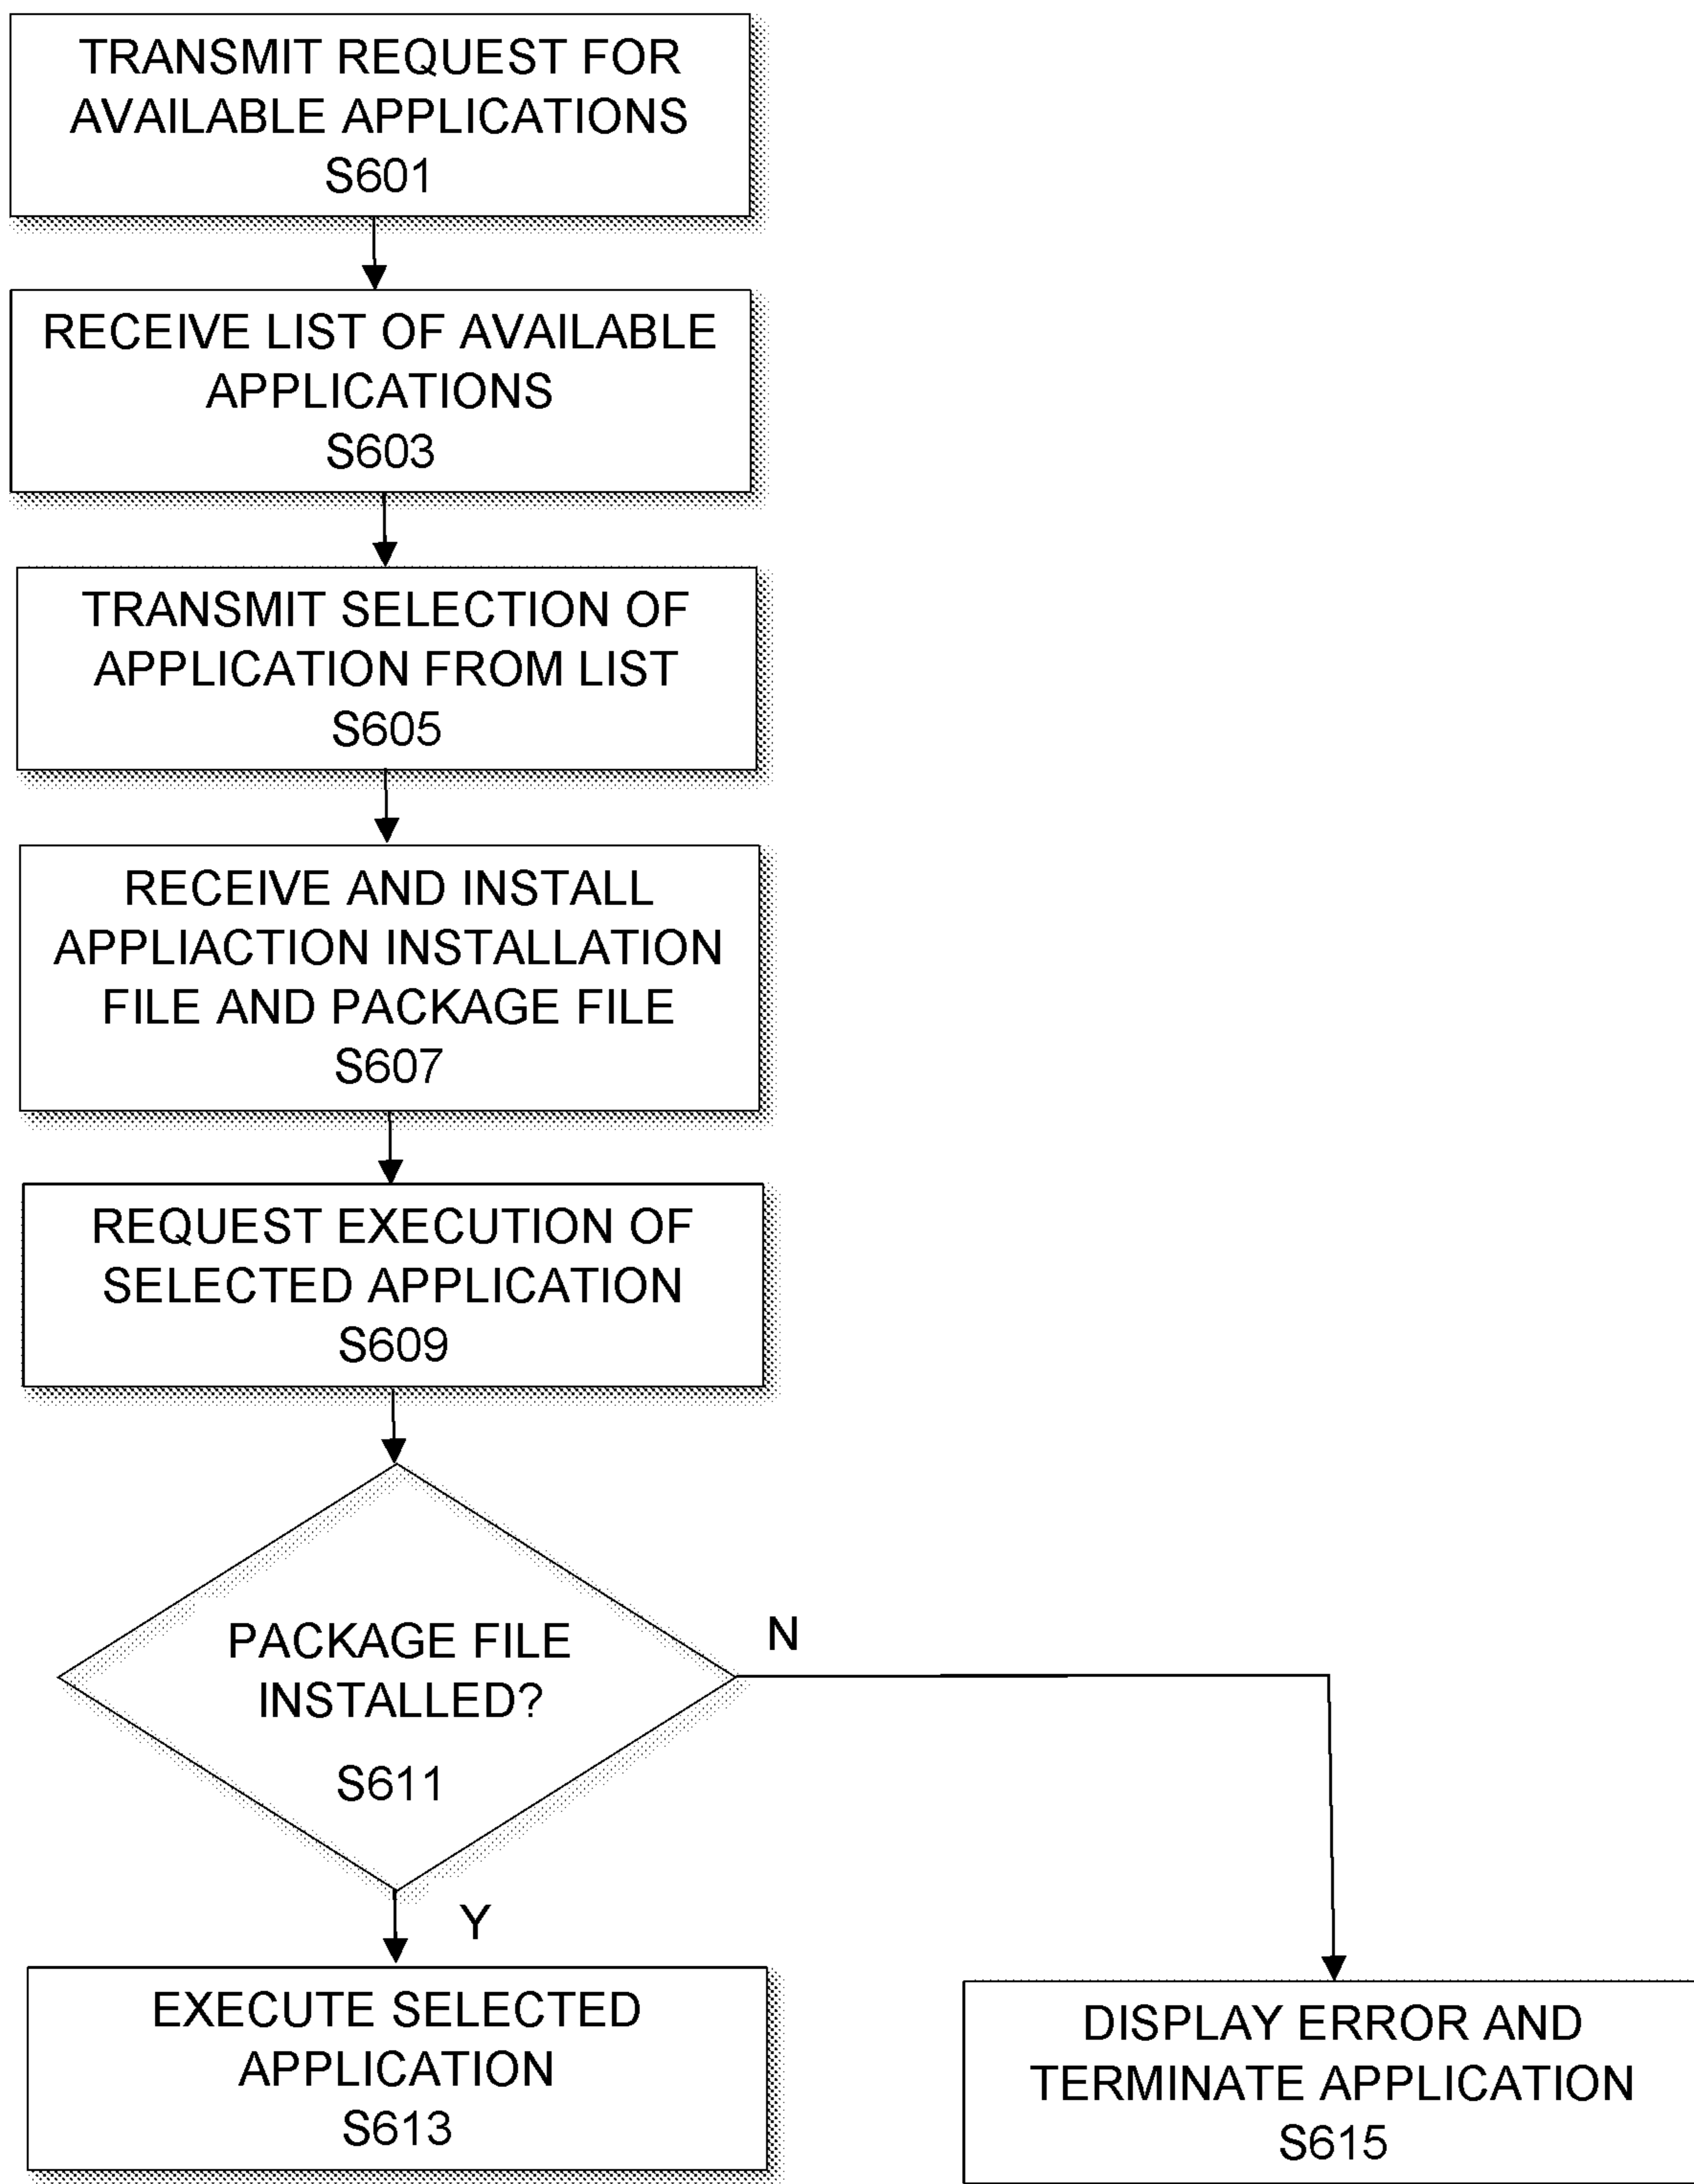 TRANSMIT REQUEST FOR
AVAILABLE APPLICATIONS
S601
RECEIVE LIST OF AVAILABLE
APPLICATIONS
S603
TRANSMIT SELECTION OF
APPLICATION FROM LIST
S605
RECEIVE AND INSTALL
APPLIACTION INSTALLATION
FILE AND PACKAGE FILE
S607
REQUEST EXECUTION OF
SELECTED APPLICATION
S609
PACKAGE FILE
INSTALLED?
S611
N
Y
EXECUTE SELECTED
APPLICATION
S613
DISPLAY ERROR AND
TERMINATE APPLICATION
S615